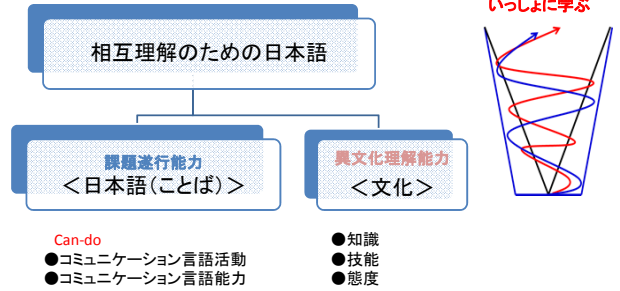 いっしょに学ぶ
相互理解のための日本語
課題遂行能力
＜日本語（ことば）＞
異文化理解能力
＜文化＞
Can-do
●コミュニケーション言語活動
●コミュニケーション言語能力
●知識
●技能
●態度